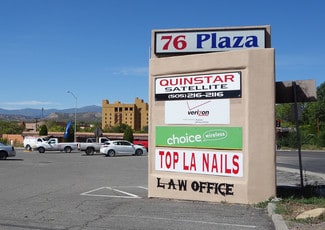 76 Plaza
QUINSTAR
SATELLITE
(505) 216-2116
verizon
choice wireless
TOP LA NAILS
LAW OFFICE